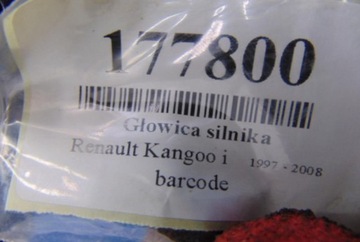 177800
Głowica silnika
Renault Kangoo i 1997 - 2008
barcode